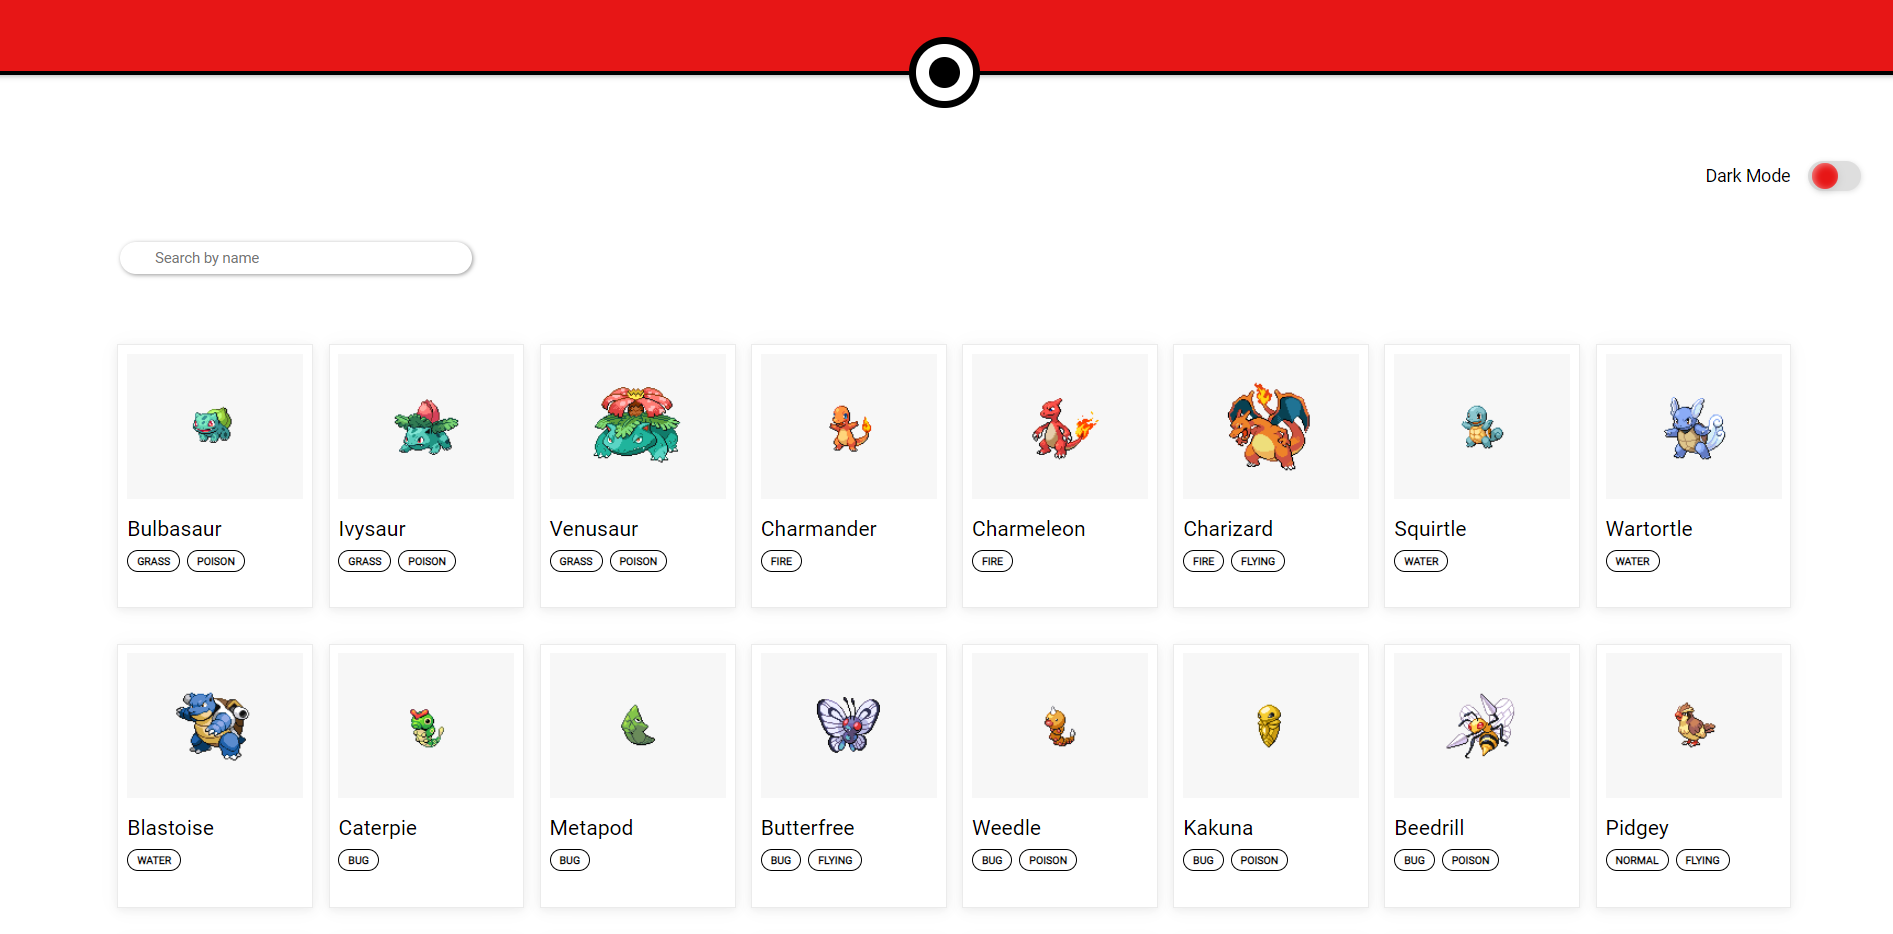 Dark Mode
Search by name
Bulbasaur Ivysaur Venusaur Charmander Charmeleon Charizard Squirtle Wartortle
GRASS POISON GRASS POISON GRASS POISON FIRE FIRE FIRE FLYING WATER WATER
Blastoise Caterpie Metapod Butterfree Weedle Kakuna Beedrill Pidgey
WATER BUG BUG BUG FLYING BUG POISON BUG POISON BUG POISON NORMAL FLYING